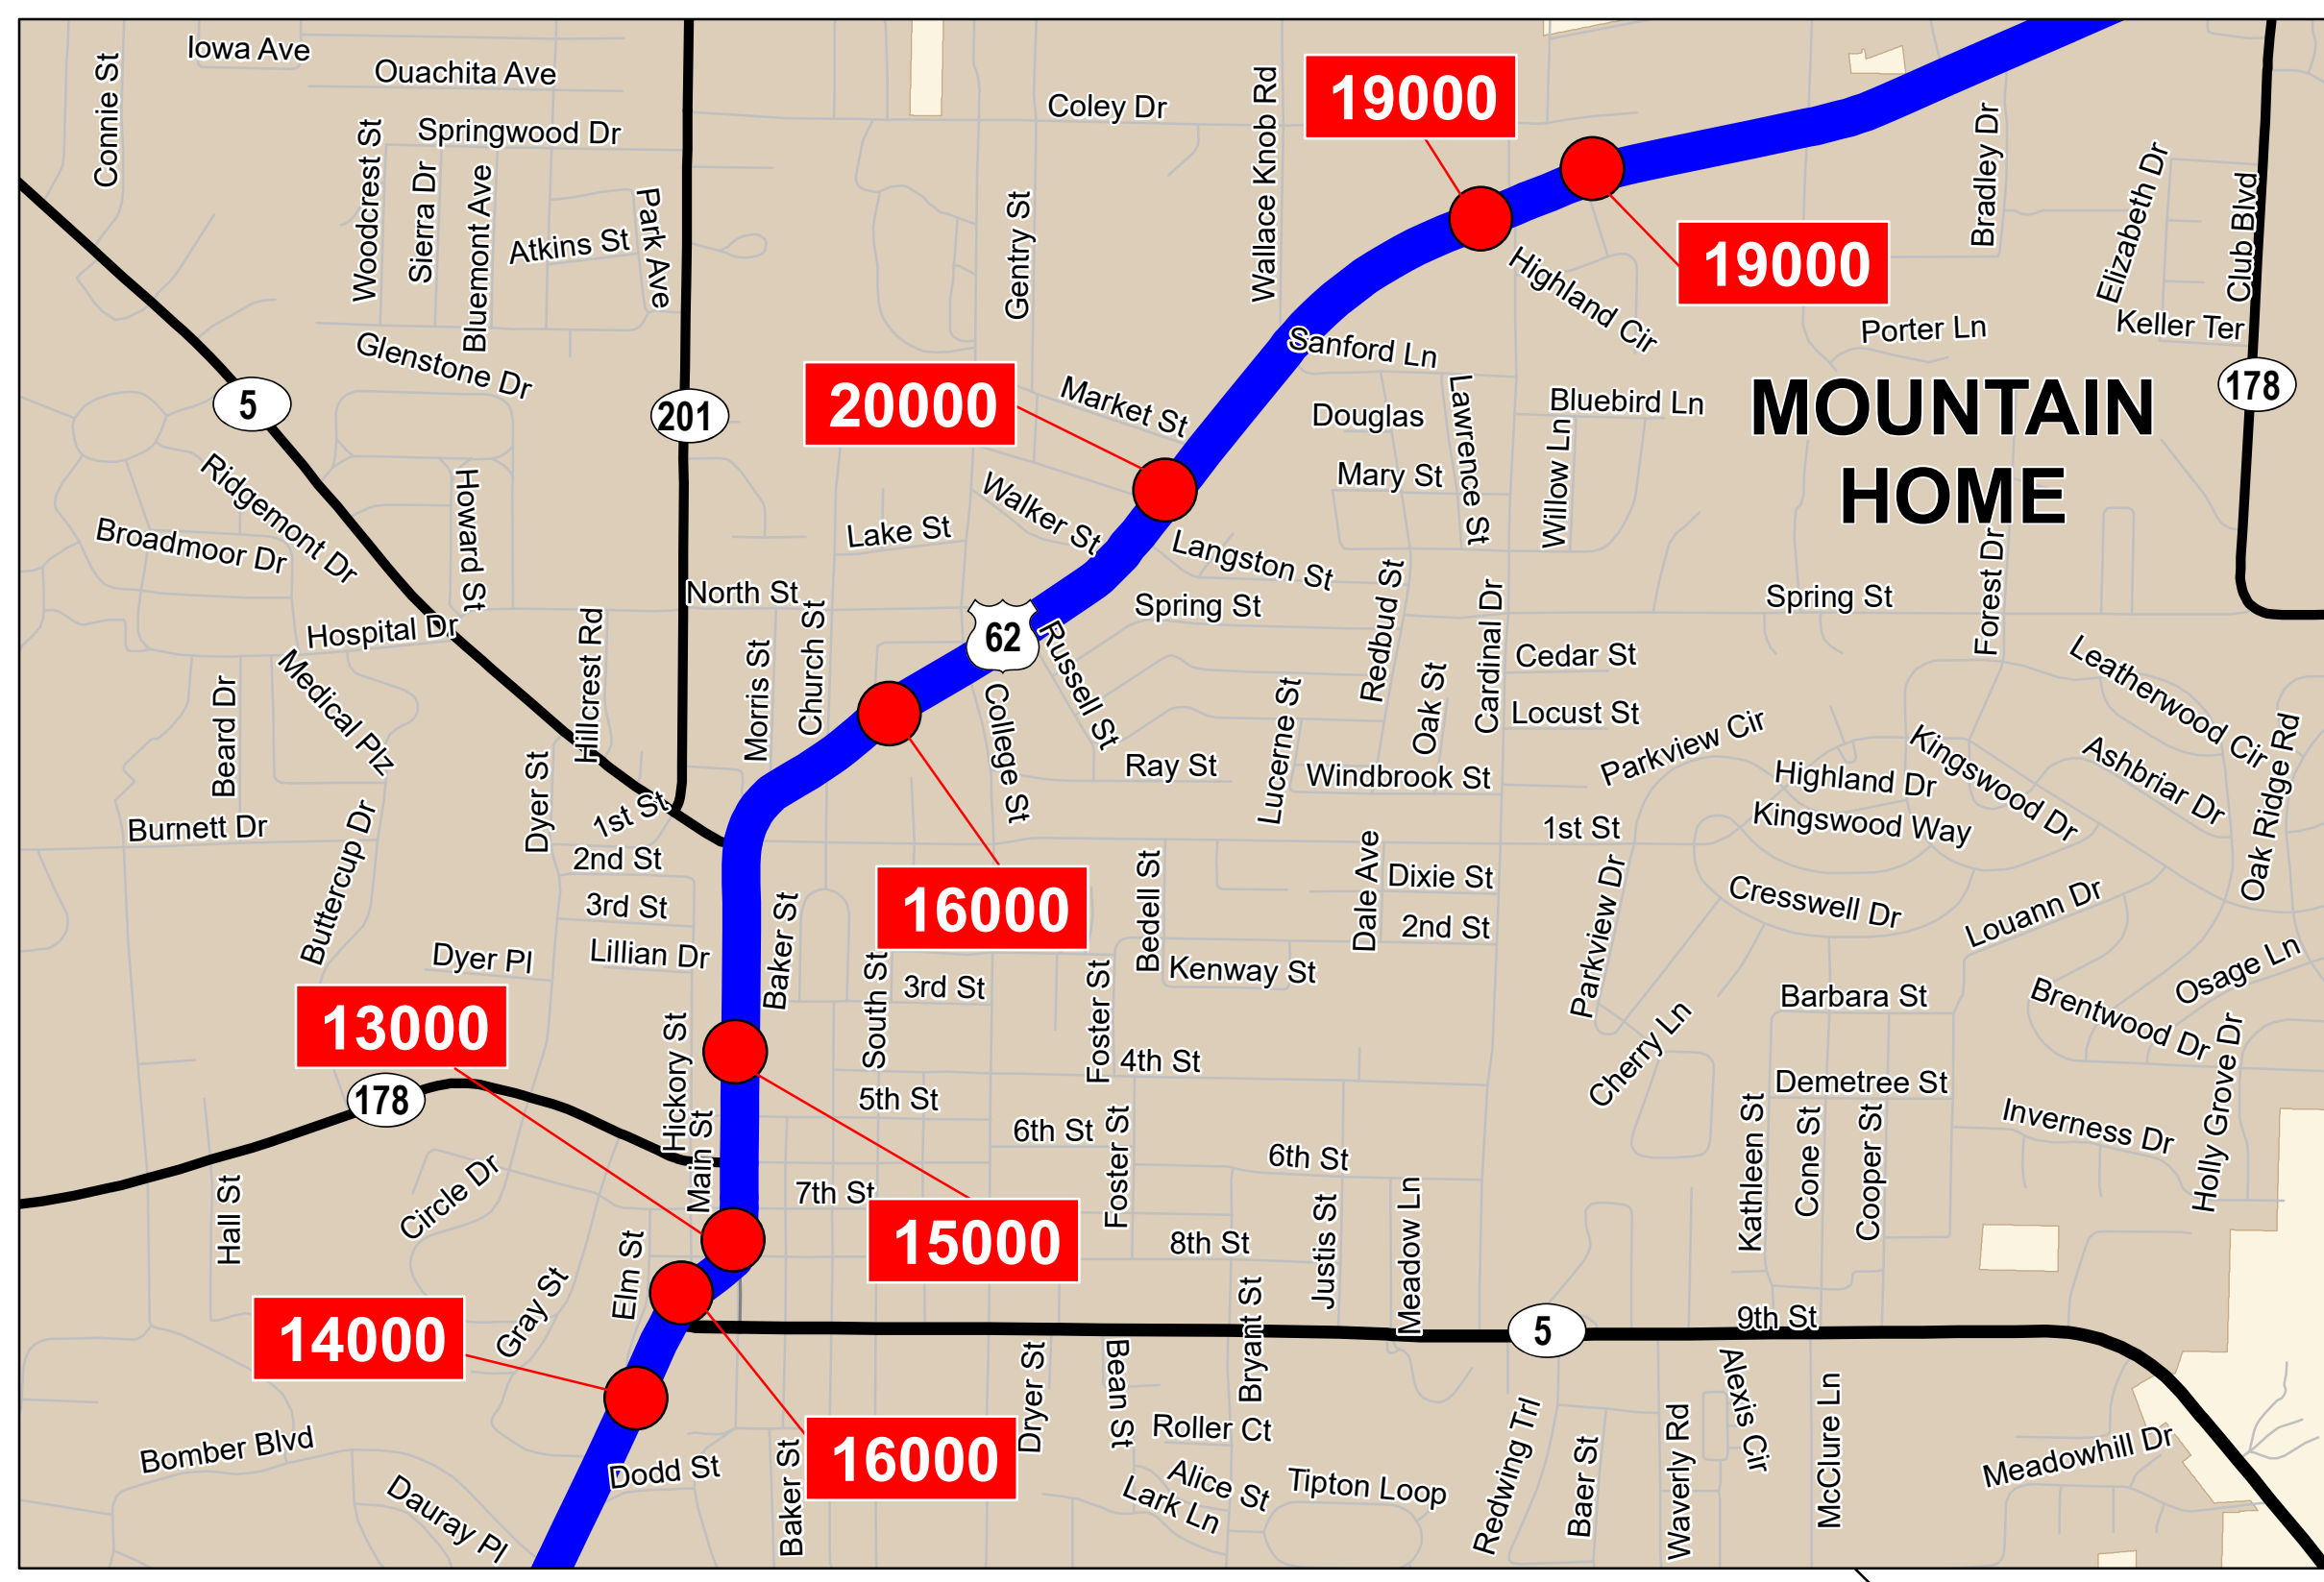 Iowa Ave
Connie St
Ouachita Ave
Springwood Dr
Woodcrest St
Sierra Dr
Bluemont Ave
Atkins St
Park Ave
Glenstone Dr
Coley Dr
Gentry St
Wallace Knob Rd
19000
19000
Highland Cir
Bradley Dr
Elizabeth Dr
Club Blvd
Keller Ter
Porter Ln
5
201
20000
Market St
Sanford Ln
Douglas
Lawrence St
Bluebird Ln
Willow Ln
MOUNTAIN
HOME
178
Mary St
Ridgemont Dr
Broadmoor Dr
Howard St
Hospital Dr
Walker St
Lake St
Langston St
North St
Spring St
Redbud St
Cardinal Dr
Spring St
Forest Dr
62
Russell St
Hillcrest Rd
Morris St
Church St
College St
Medical Plz
Beard Dr
Cedar St
Oak St
Locust St
Lucerne St
Leatherwood Cir
Parkview Cir
Ray St
Windbrook St
Highland Dr
Kingswood Dr
Ashbriar Dr
Oak Ridge Rd
Dyer St
1st St
Burnett Dr
Buttercup Dr
2nd St
1st St
Kingswood Way
3rd St
Lillian Dr
Dyer Pl
Baker St
16000
Bedell St
Dale Ave
Dixie St
2nd St
Parkview Dr
Cresswell Dr
Louann Dr
Kenway St
South St
3rd St
Foster St
4th St
Osage Ln
Brentwood Dr
Barbara St
Cherry Ln
13000
Hickory St
178
5th St
Demetree St
Holly Grove Dr
Main St
6th St
Foster St
6th St
Inverness Dr
Kathleen St
Cone St
Cooper St
Circle Dr
Hall St
7th St
15000
8th St
Justis St
Meadow Ln
Elm St
Gray St
14000
Bryant St
5
9th St
Dryer St
Bean St
Roller Ct
16000
Bomber Blvd
Dodd St
Dauray Pl
Baker St
Alice St
Lark Ln
Tipton Loop
Redwing Trl
Baer St
Waverly Rd
Alexis Cir
McClure Ln
Meadowhill Dr